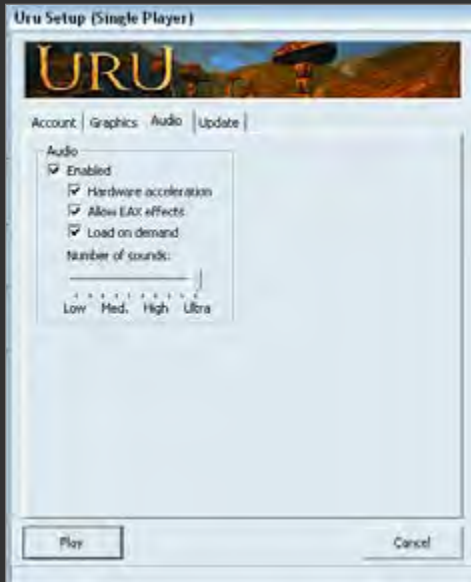 Uru Setup (Single Player)
URU
Account Graphics Audio Update
Audio
Enabled
Hardware acceleration
Allow EAX effects
Load on demand
Number of sounds:
Low Med. High Ultra
Play Cancel